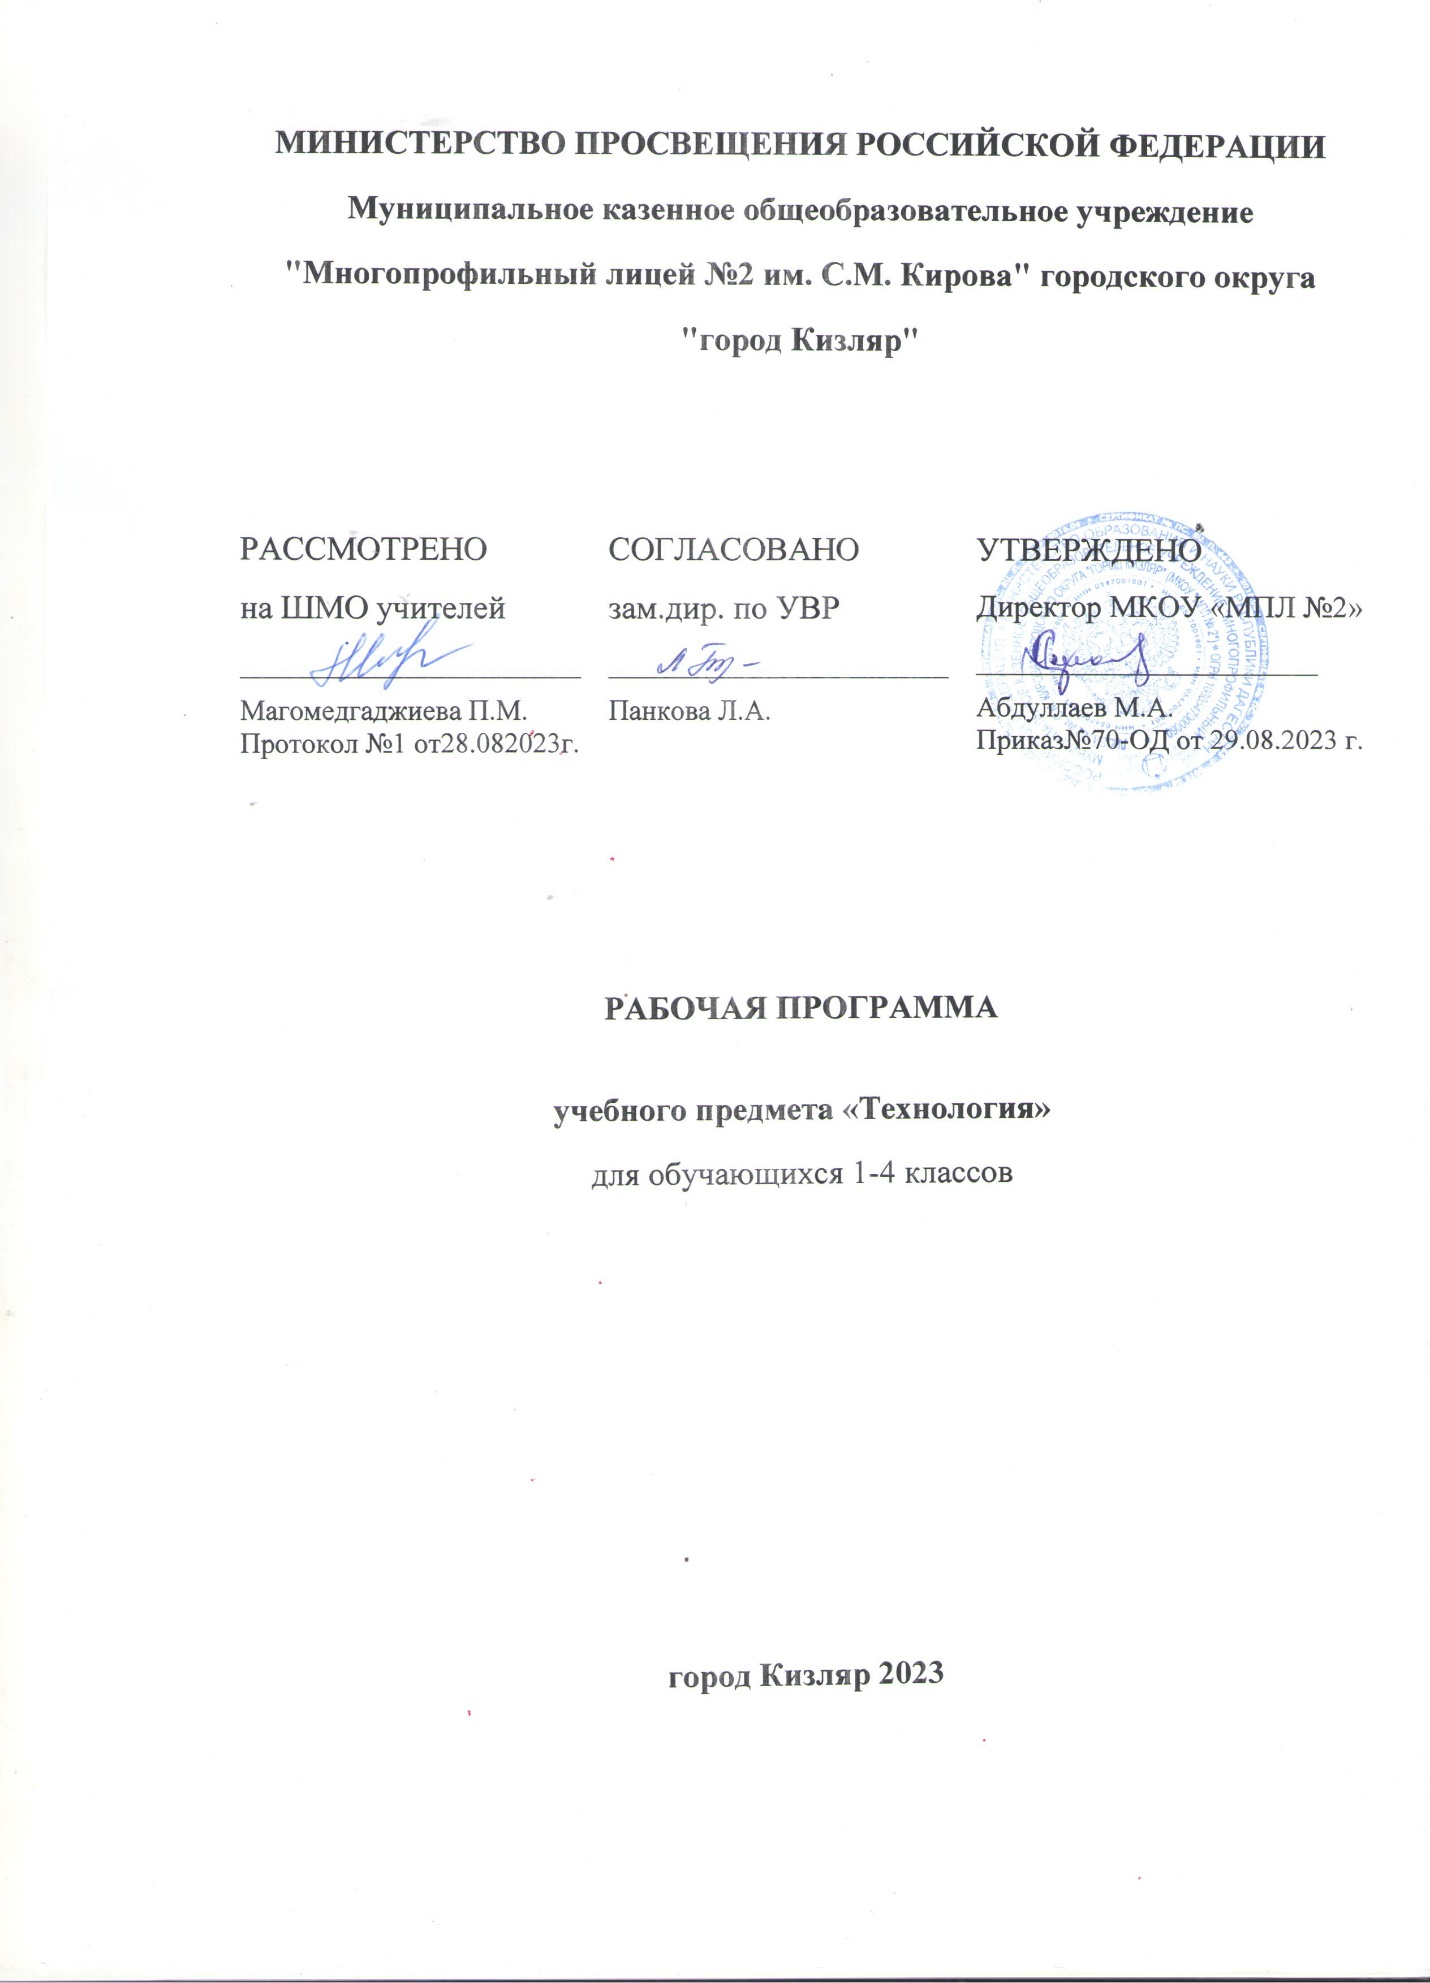 МИНИСТЕРСТВО ПРОСВЕЩЕНИЯ РОССИЙСКОЙ ФЕДЕРАЦИИ
Муниципальное казенное общеобразовательное учреждение
"Многопрофильный лицей №2 им. С.М. Кирова" городского округа
"город Кизляр"
РАССМОТРЕНО
на ШМО учителей
Магомедгаджиева П.М.
Протокол №1 от28.082023г.
СОГЛАСОВАНО
зам.дир. по УВР
Панкова Л.А.
УТВЕРЖДЕНО
Директор МКОУ «МПЛ №2»
Абдуллаев М.А.
Приказ№70-ОД от 29.08.2023 г.
РАБОЧАЯ ПРОГРАММА
учебного предмета «Технология»
для обучающихся 1-4 классов
город Кизляр 2023